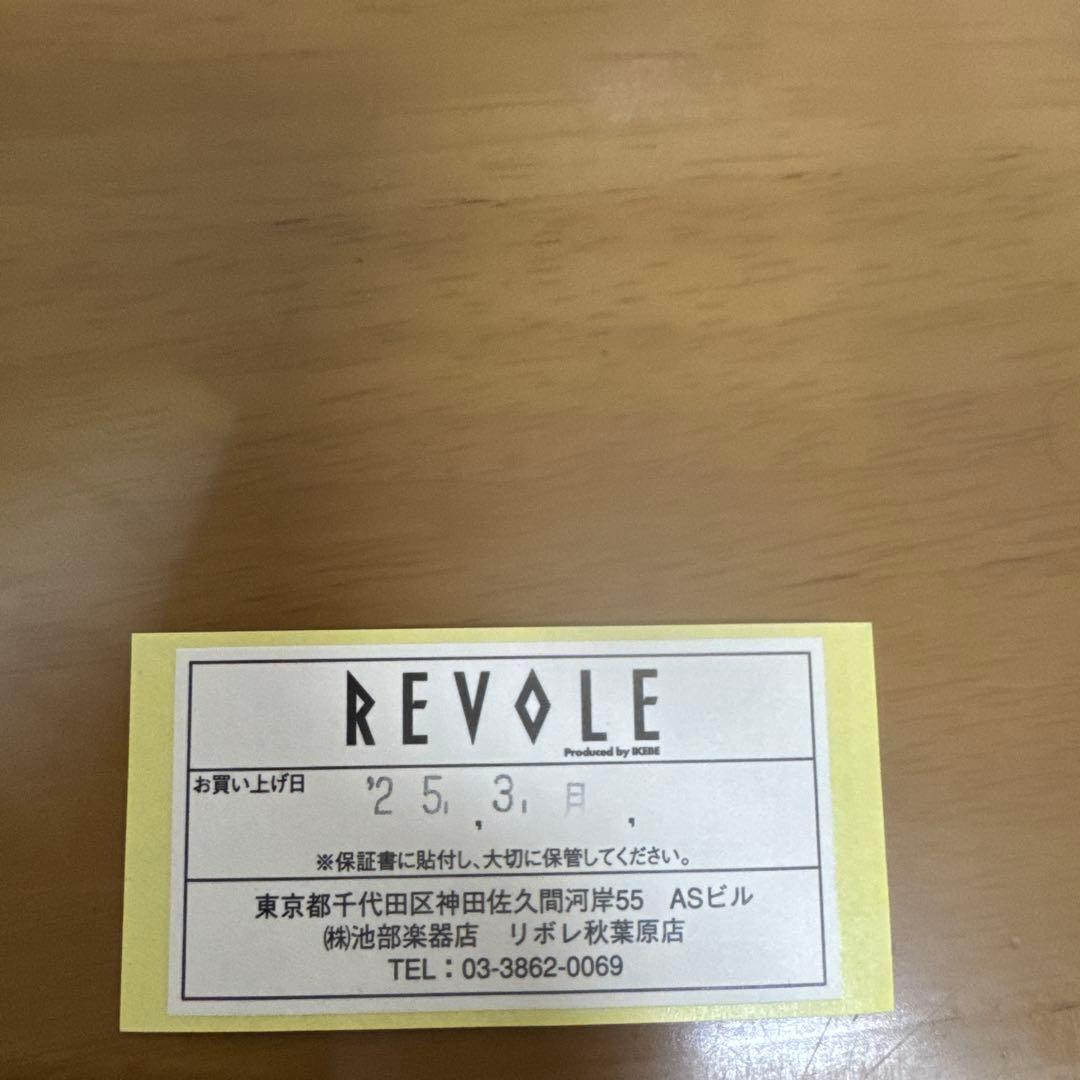 REVOLE
Produced by IKEBE
お買い上げ日 '25. 3. 月
, ,
※保証書に貼付し、大切に保管してください。
東京都千代田区神田佐久間河岸55 ASビル
㈱池部楽器店 リボレ秋葉原店
TEL：03-3862-0069